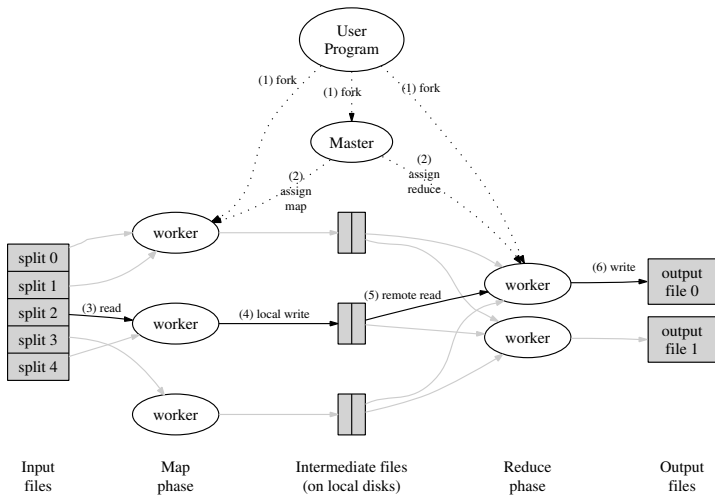 User
Program
(1) fork
(1) fork
(1) fork
Master
(2)
assign
map
(2)
assign
reduce
worker
split 0
split 1
split 2
split 3
split 4
(3) read
worker
(4) local write
(5) remote read
worker
(6) write
output
file 0
worker
output
file 1
worker
Input
files
Map
phase
Intermediate files
(on local disks)
Reduce
phase
Output
files